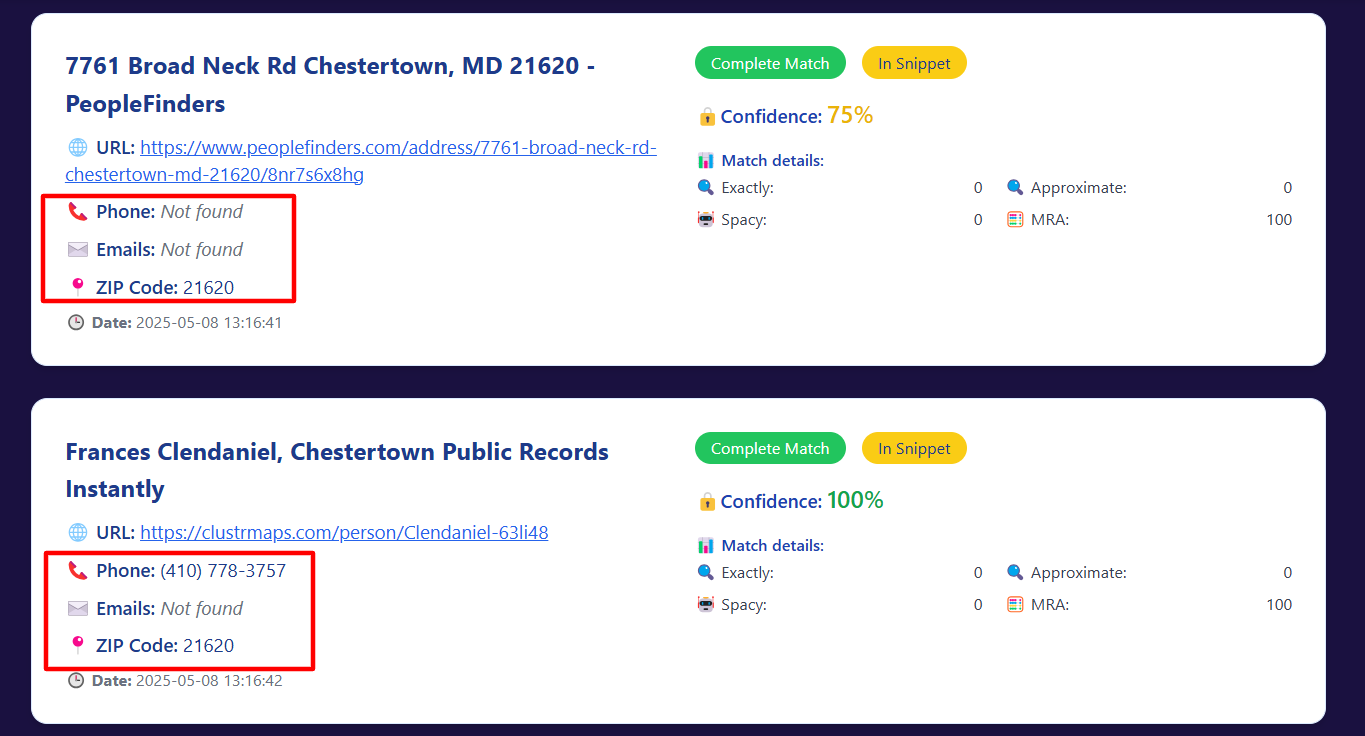 7761 Broad Neck Rd Chestertown, MD 21620 -
PeopleFinders
URL: https://www.peoplefinders.com/address/7761-broad-neck-rd-
chestertown-md-21620/8nr7s6x8hg
Phone: Not found
Emails: Not found
ZIP Code: 21620
Date: 2025-05-08 13:16:41
Complete Match In Snippet
Confidence: 75%
Match details:
Exactly: 0 Approximate: 0
Spacy: 0 MRA: 100
Frances Clendaniel, Chestertown Public Records
Instantly
URL: https://clustrmaps.com/person/Clendaniel-63li48
Phone: (410) 778-3757
Emails: Not found
ZIP Code: 21620
Date: 2025-05-08 13:16:42
Complete Match In Snippet
Confidence: 100%
Match details:
Exactly: 0 Approximate: 0
Spacy: 0 MRA: 100